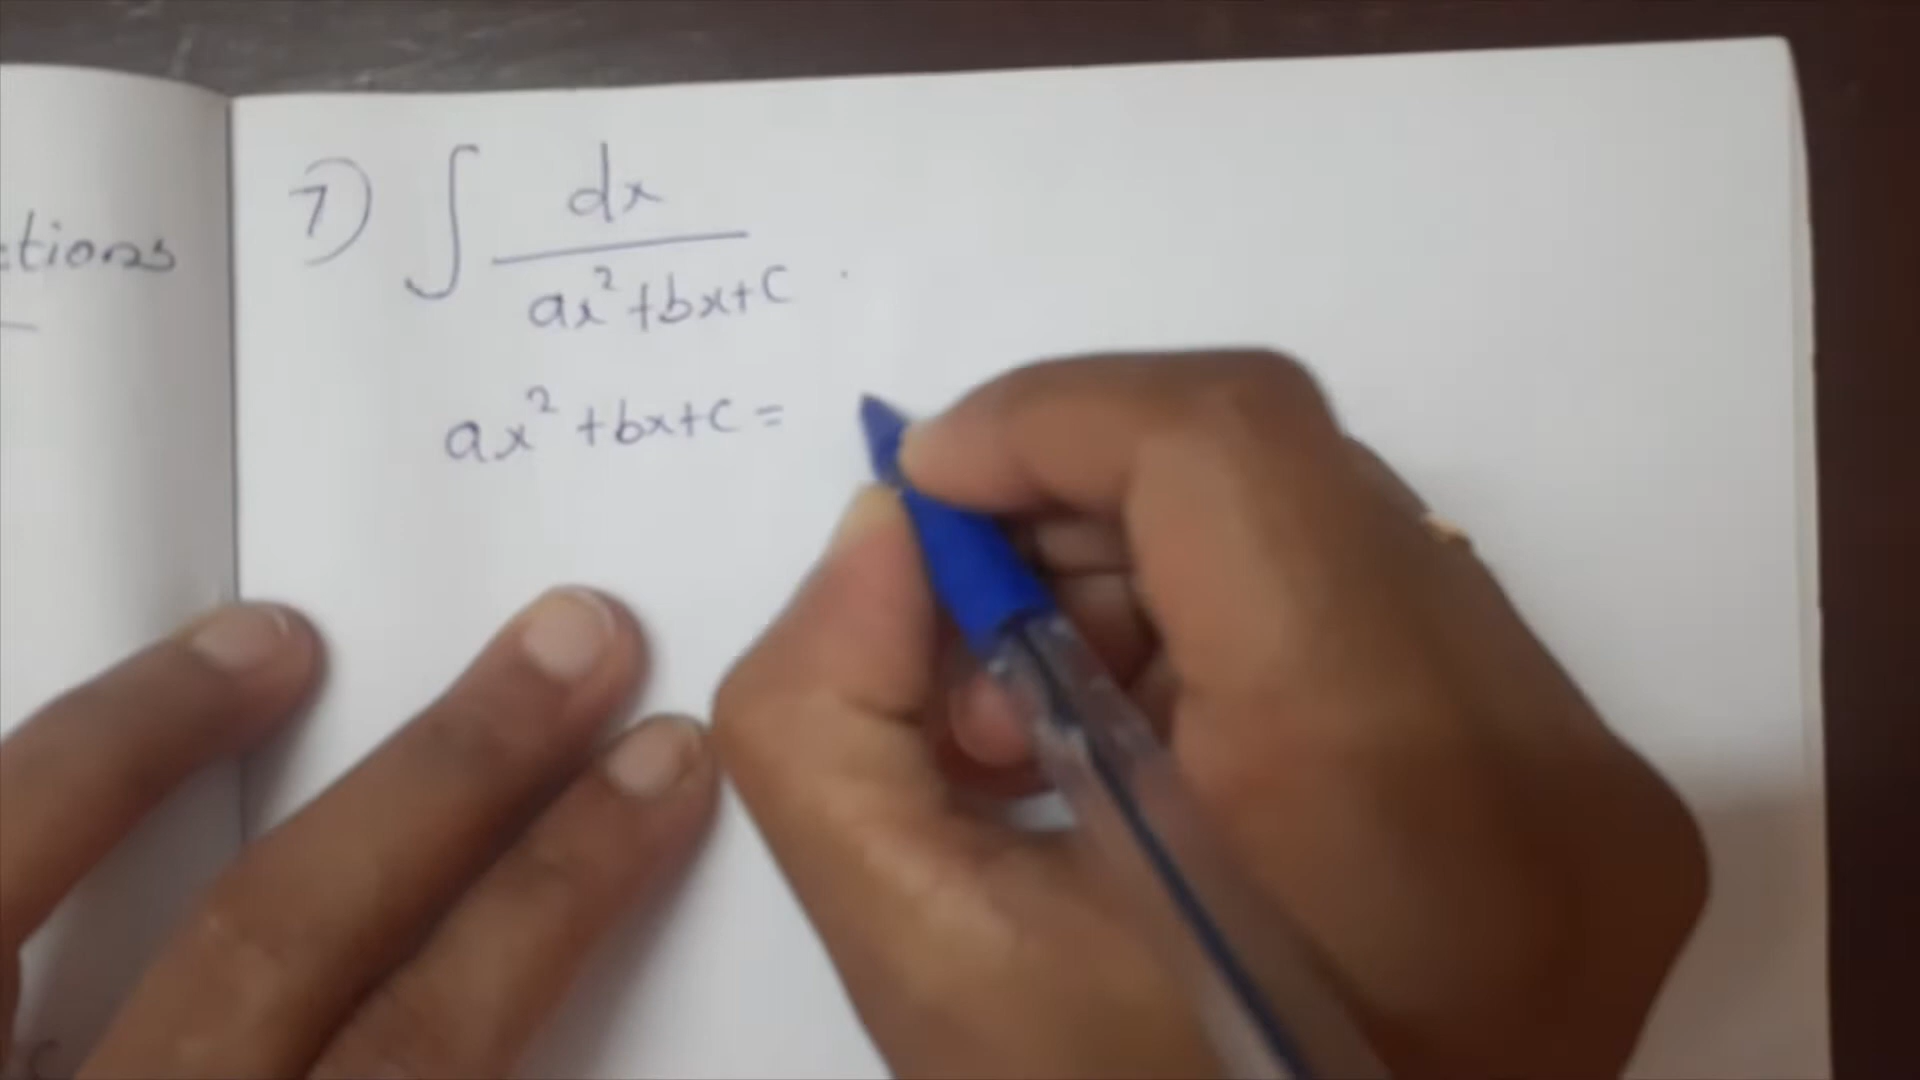 ctions
7) ∫ dx / ax²+bx+c .
ax²+bx+c =